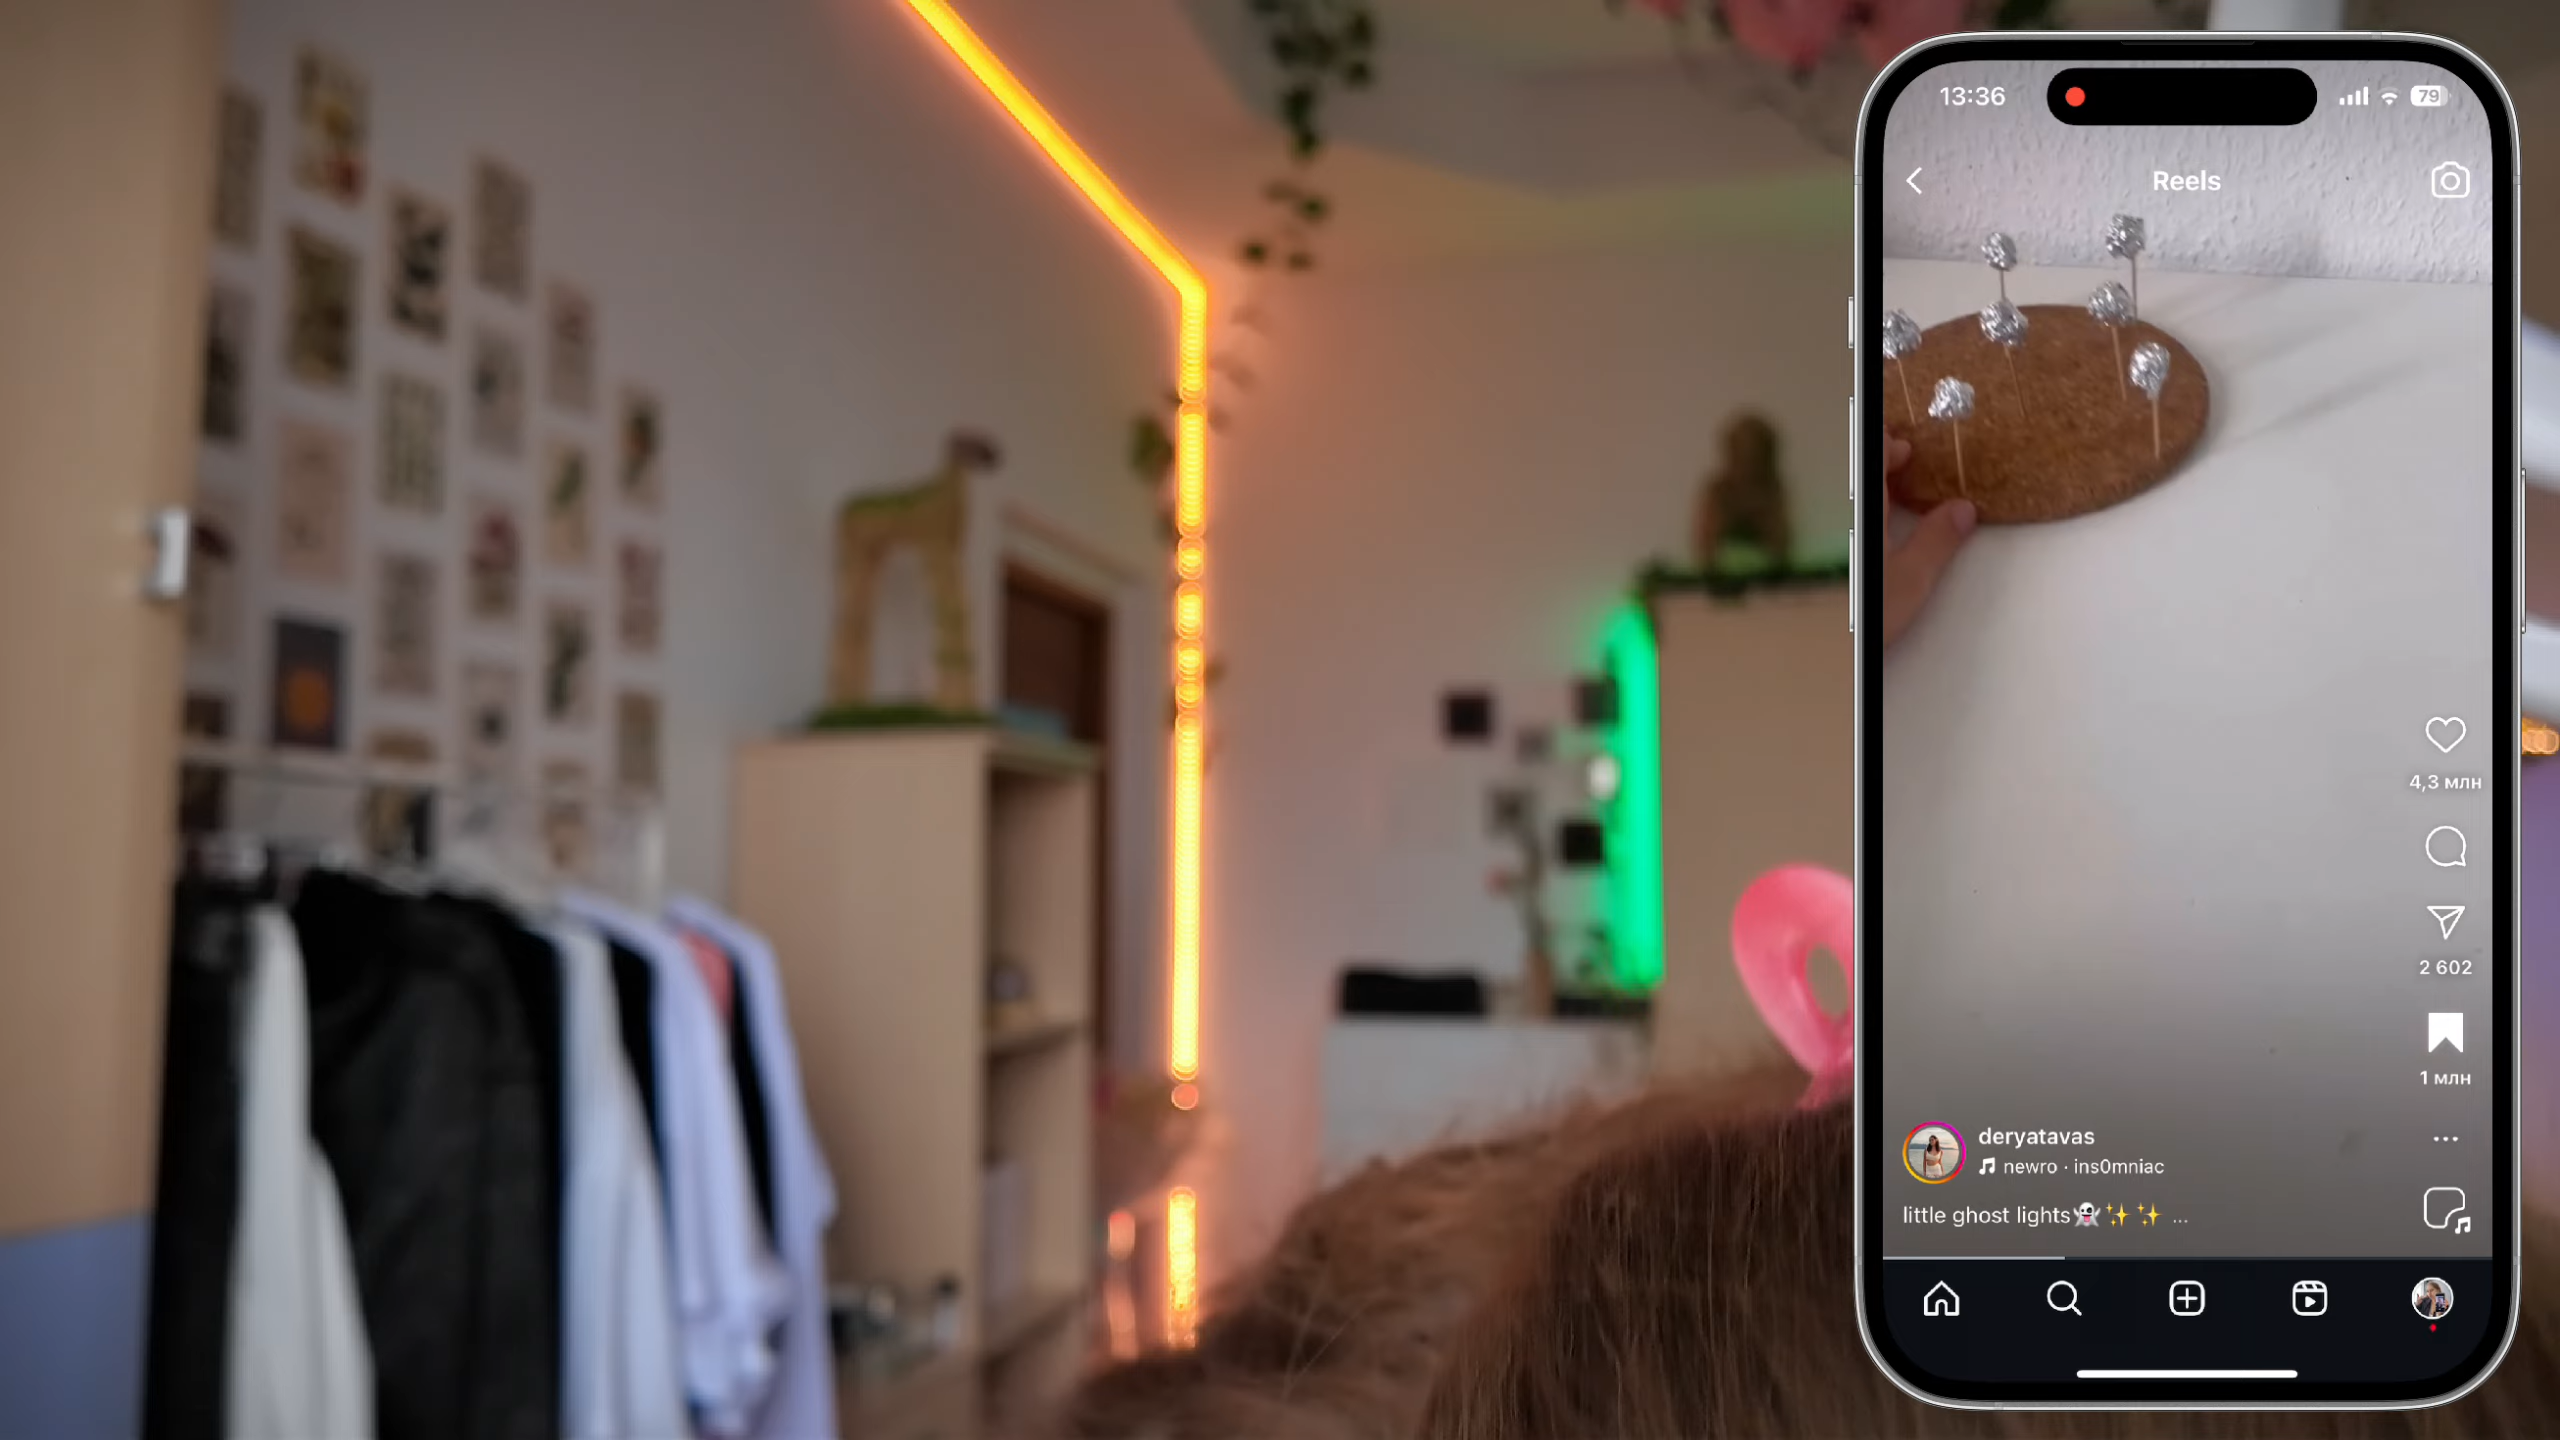 13:36
79
Reels
4,3 млн
2 602
1 млн
deryatavas
newro · ins0mniac
little ghost lights👻✨✨ ...